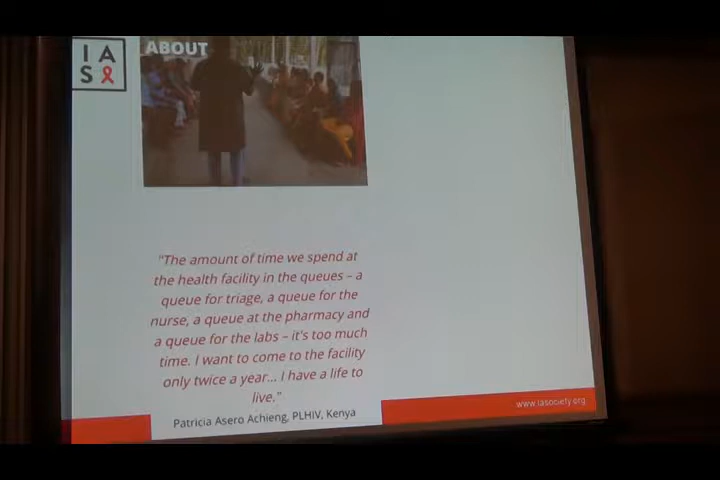 IA
S
ABOUT
"The amount of time we spend at
the health facility in the queues – a
queue for triage, a queue for the
nurse, a queue at the pharmacy and
a queue for the labs – it's too much
time. I want to come to the facility
only twice a year... I have a life to
live."
Patricia Asero Achieng, PLHIV, Kenya
www.iasociety.org